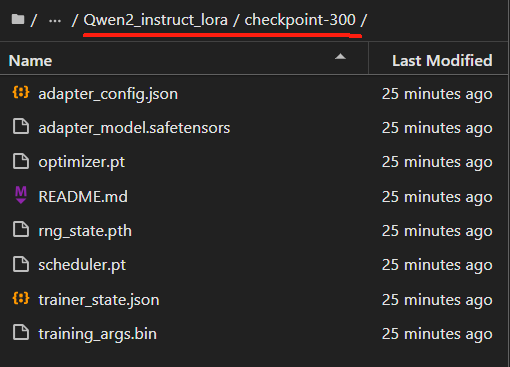 / ... / Qwen2_instruct_lora / checkpoint-300 /
Name Last Modified
adapter_config.json 25 minutes ago
adapter_model.safetensors 25 minutes ago
optimizer.pt 25 minutes ago
README.md 25 minutes ago
rng_state.pth 25 minutes ago
scheduler.pt 25 minutes ago
trainer_state.json 25 minutes ago
training_args.bin 25 minutes ago